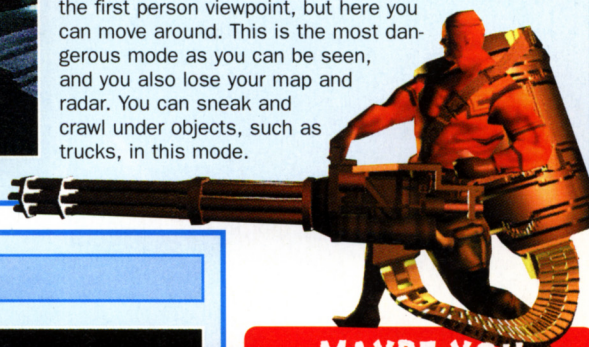 the first person viewpoint, but here you
can move around. This is the most dan-
gerous mode as you can be seen,
and you also lose your map and
radar. You can sneak and
crawl under objects, such as
trucks, in this mode.
MAYBE YOU